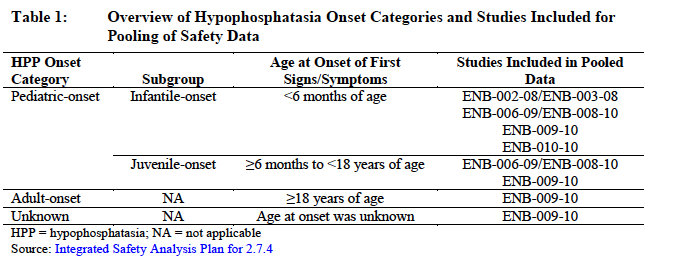 Table 1: Overview of Hypophosphatasia Onset Categories and Studies Included for
Pooling of Safety Data
HPP Onset
Category
Subgroup
Age at Onset of First
Signs/Symptoms
Studies Included in Pooled
Data
Pediatric-onset Infantile-onset <6 months of age ENB-002-08/ENB-003-08
ENB-006-09/ENB-008-10
ENB-009-10
ENB-010-10
Juvenile-onset ≥6 months to <18 years of age ENB-006-09/ENB-008-10
ENB-009-10
Adult-onset NA ≥18 years of age ENB-009-10
Unknown NA Age at onset was unknown ENB-009-10
HPP = hypophosphatasia; NA = not applicable
Source: Integrated Safety Analysis Plan for 2.7.4